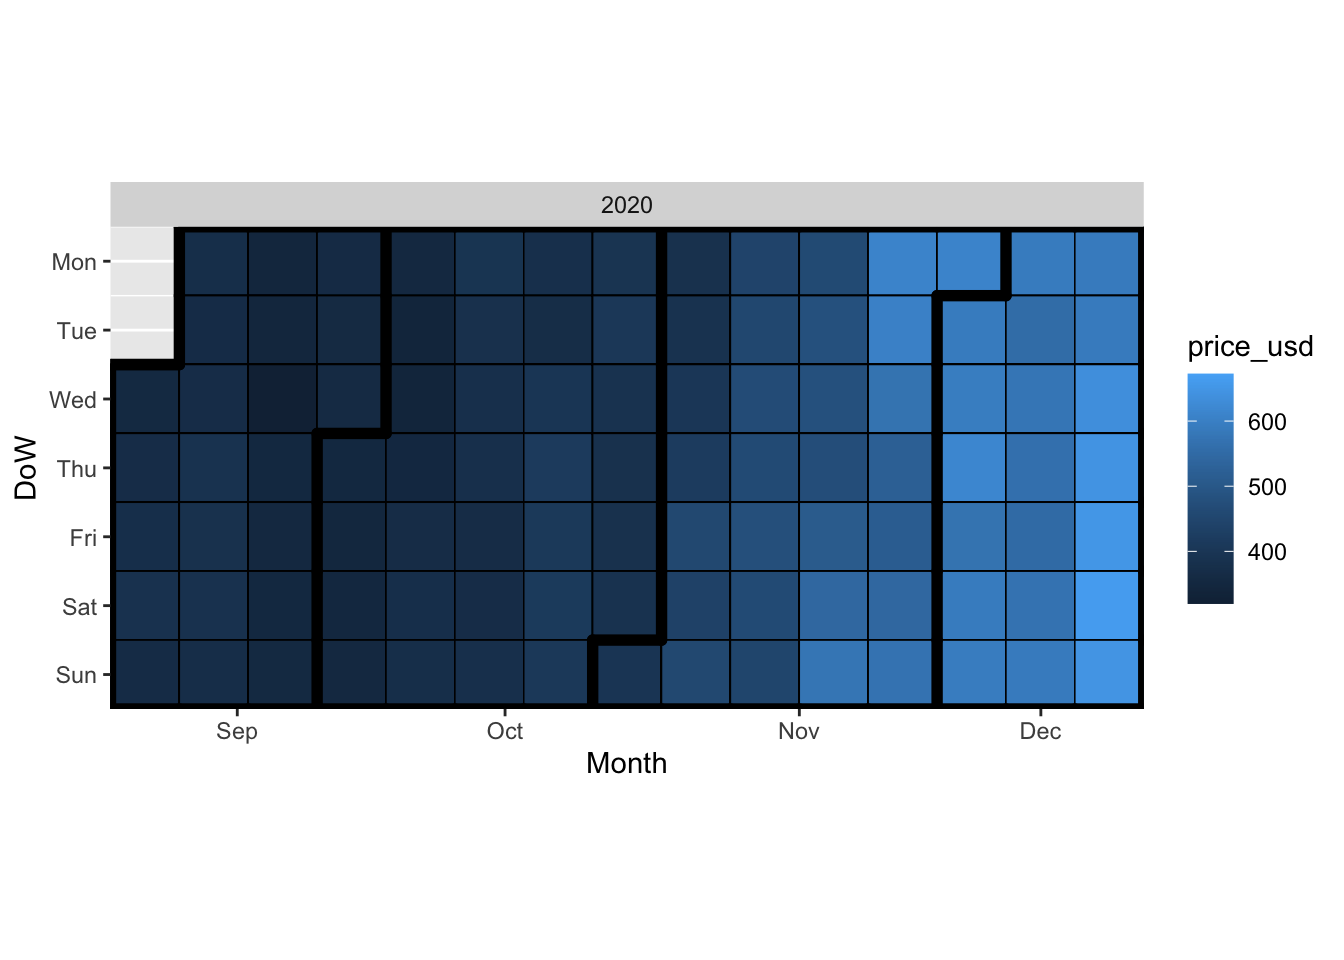 2020
Mon
Tue
Wed
Thu
Fri
Sat
Sun
DoW
Sep Oct Nov Dec
Month
price_usd
600
500
400